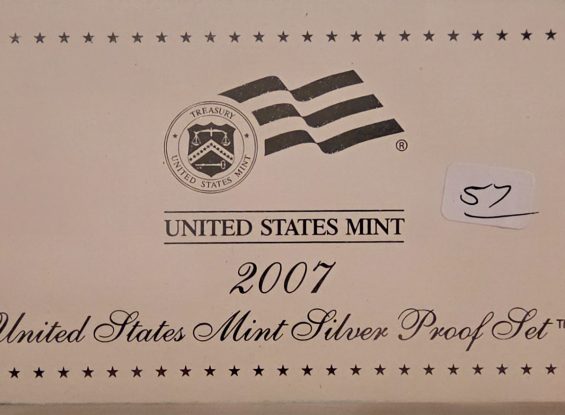 TREASURY
UNITED STATES MINT
®
57
UNITED STATES MINT
2007
United States Mint Silver Proof Set™